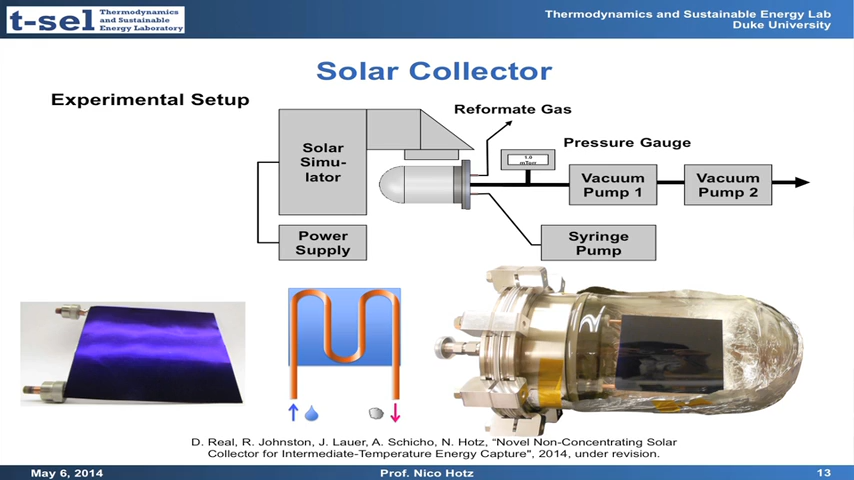 t-sel
Thermodynamics
and Sustainable
Energy Laboratory
Thermodynamics and Sustainable Energy Lab
Duke University
Solar Collector
Experimental Setup
Reformate Gas
Pressure Gauge
Solar
Simu-
lator
1.0
mTorr
Vacuum
Pump 1
Vacuum
Pump 2
Power
Supply
Syringe
Pump
D. Real, R. Johnston, J. Lauer, A. Schicho, N. Hotz, “Novel Non-Concentrating Solar
Collector for Intermediate-Temperature Energy Capture", 2014, under revision.
May 6, 2014
Prof. Nico Hotz
13